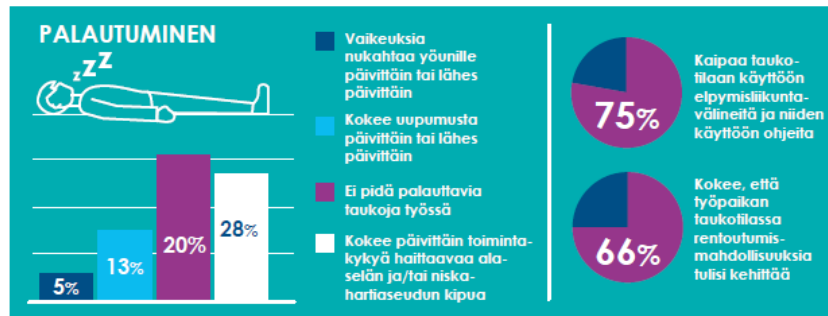 PALAUTUMINEN
zzZ
5%
13%
20%
28%
Vaikeuksia
nukahtaa yöunille
päivittäin tai lähes
päivittäin
Kokee uupumusta
päivittäin tai lähes
päivittäin
Ei pidä palauttavia
taukoja työssä
Kokee päivittäin toiminta-
kykyä haittaavaa ala-
selän ja/tai niska-
hartiaseudun kipua
75%
Kaipaa tauko-
tilaan käyttöön
elpymisliikunta-
välineitä ja niiden
käyttöön ohjeita
66%
Kokee, että
työpaikan
taukotilassa
rentoutumis-
mahdollisuuksia
tulisi kehittää